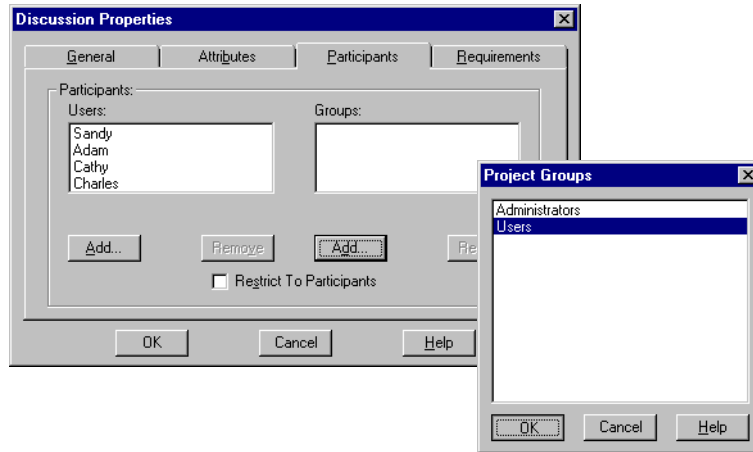 Discussion Properties
General Attributes Participants Requirements
Participants:
Users: Groups:
Sandy
Adam
Cathy
Charles
Add... Remove Add... Re
Restrict To Participants
OK Cancel Help
Project Groups
Administrators
Users
OK Cancel Help